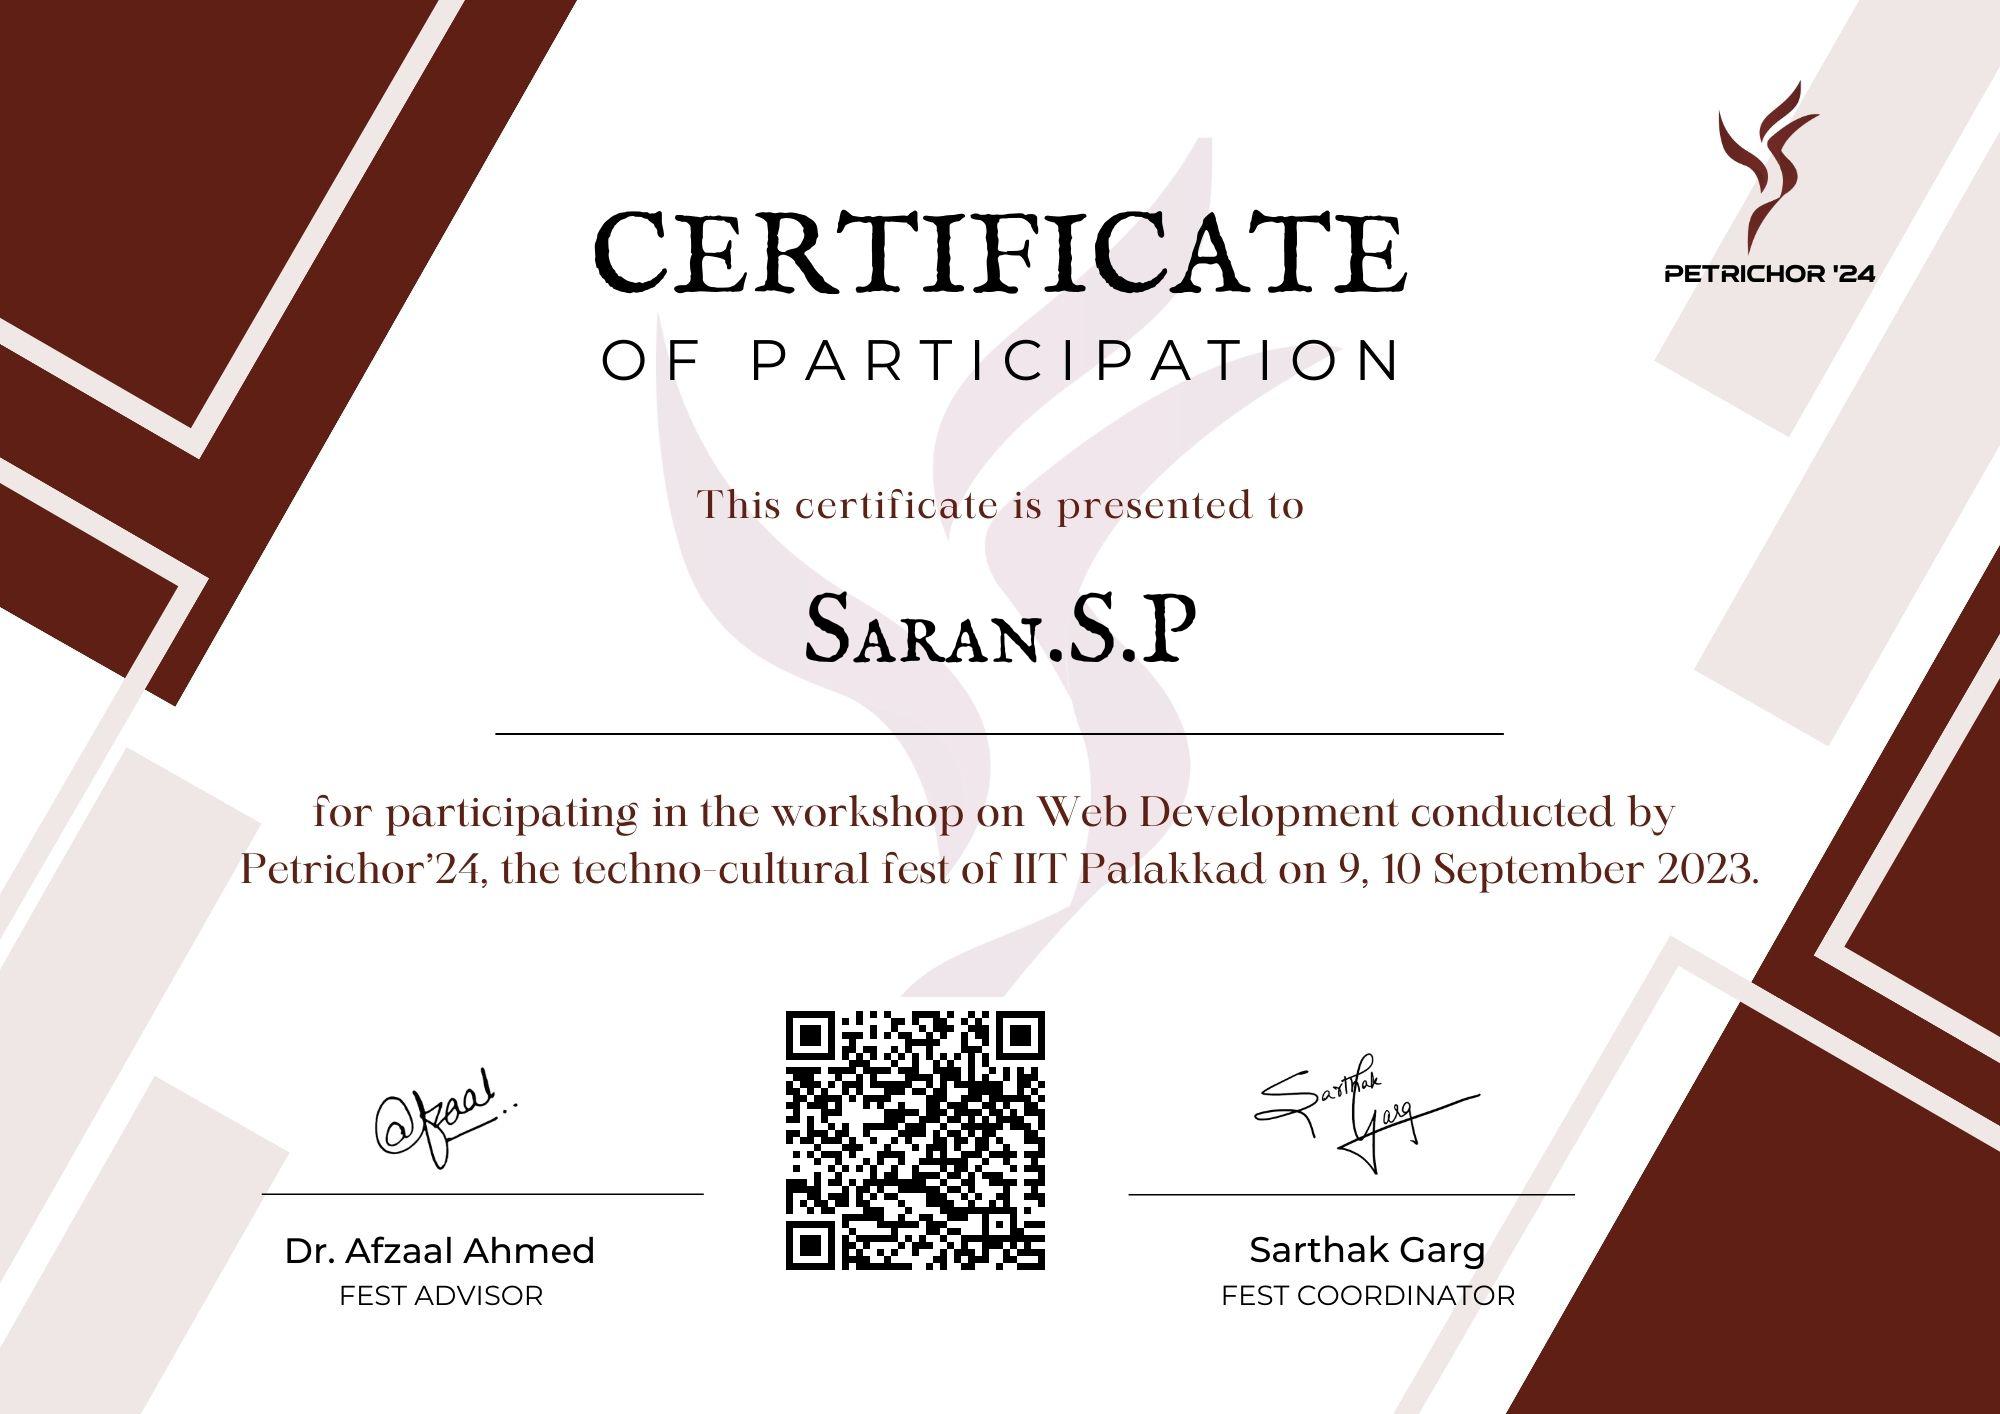 PETRICHOR '24
CERTIFICATE
OF PARTICIPATION
This certificate is presented to
Saran.S.P
for participating in the workshop on Web Development conducted by
Petrichor’24, the techno-cultural fest of IIT Palakkad on 9, 10 September 2023.
@fzaal..
Sarthak
Garg
Dr. Afzaal Ahmed
FEST ADVISOR
Sarthak Garg
FEST COORDINATOR